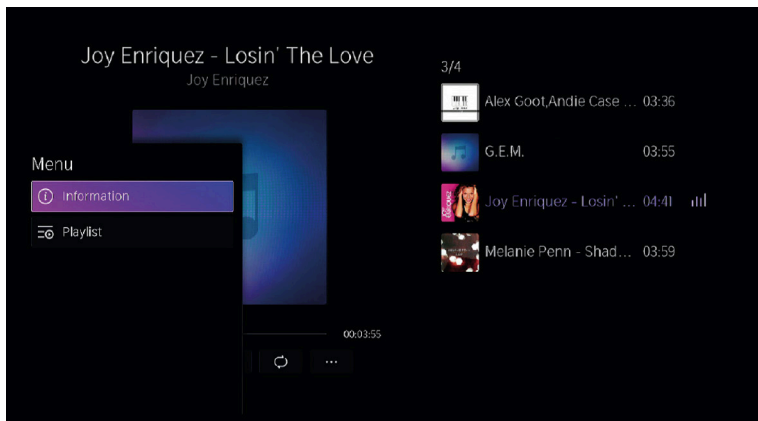 Joy Enriquez - Losin' The Love
Joy Enriquez
Menu
Information
Playlist
00:03:55
3/4
Alex Goot,Andie Case ... 03:36
G.E.M. 03:55
Joy Enriquez - Losin' ... 04:41
Melanie Penn - Shad... 03:59